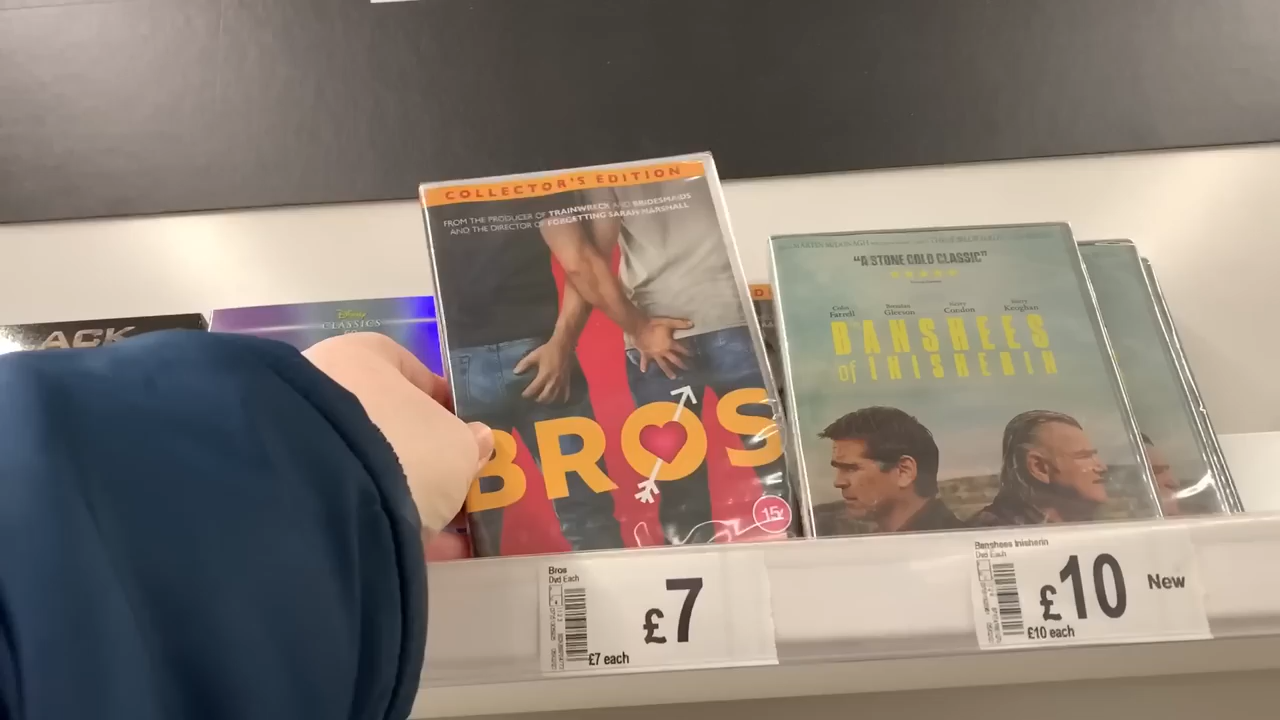 COLLECTOR'S EDITION
FROM THE PRODUCER OF TRAINWRECK AND BRIDESMAIDS
AND THE DIRECTOR OF FORGETTING SARAH MARSHALL
BROS
15
ACK
Disney
CLASSICS
"A STONE COLD CLASSIC"
Colin Farrell
Brendan Gleeson
Kerry Condon
Barry Keoghan
BANSHEES
of INISHERIN
Bros
Dvd Each
£7
£7 each
Banshees Inisherin
Dvd Each
£10
New
£10 each